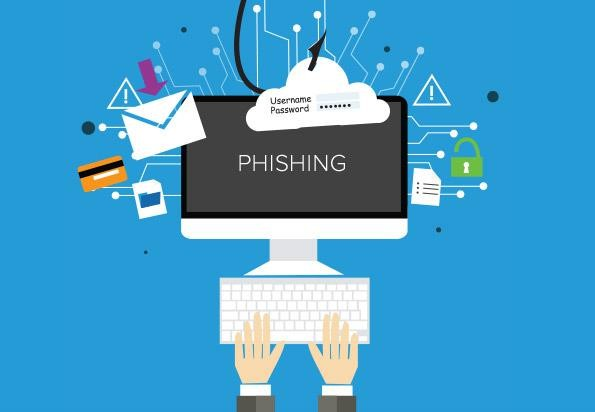 Username
Password •••••••
PHISHING
!
!